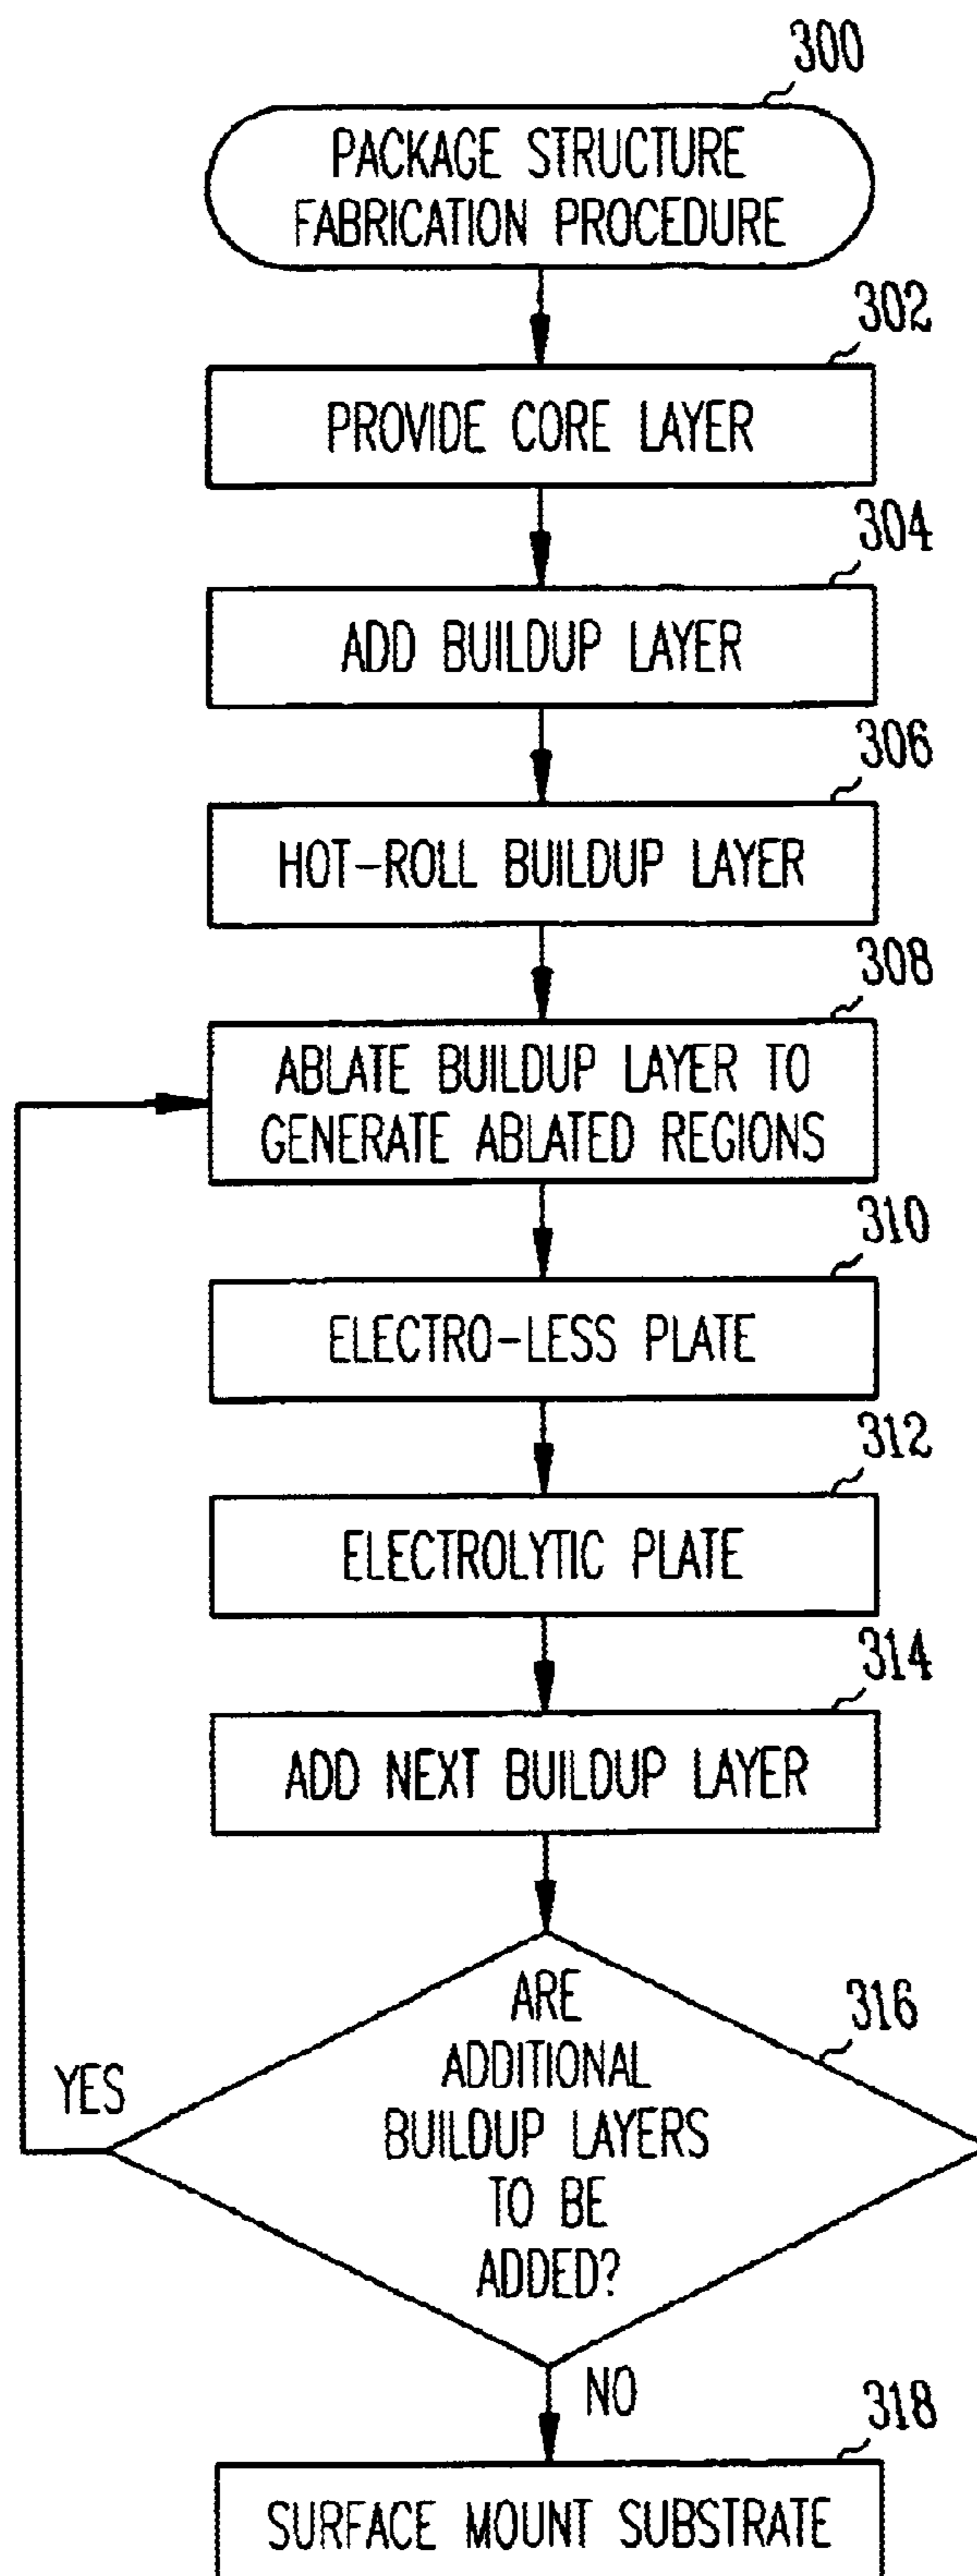 300
PACKAGE STRUCTURE
FABRICATION PROCEDURE
302
PROVIDE CORE LAYER
304
ADD BUILDUP LAYER
306
HOT-ROLL BUILDUP LAYER
308
ABLATE BUILDUP LAYER TO
GENERATE ABLATED REGIONS
310
ELECTRO-LESS PLATE
312
ELECTROLYTIC PLATE
314
ADD NEXT BUILDUP LAYER
316
ARE
ADDITIONAL
BUILDUP LAYERS
TO BE
ADDED?
YES
NO
318
SURFACE MOUNT SUBSTRATE